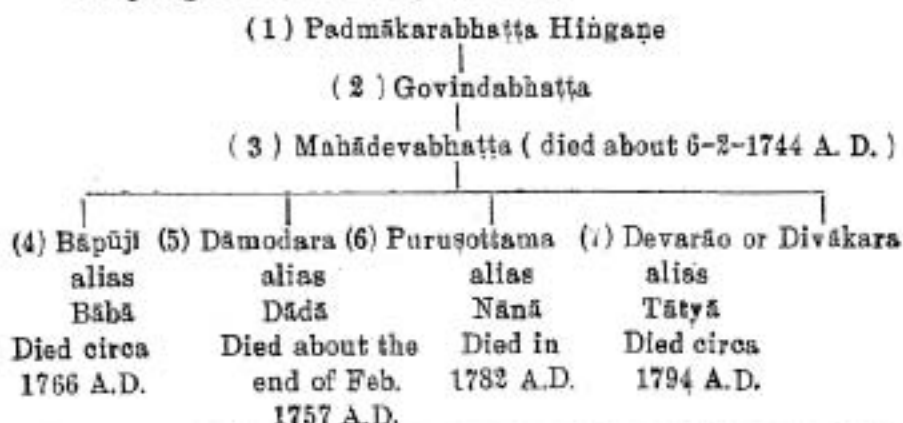 (1) Padmākarabhaṭṭa Hiṅgaṇe
(2) Govindabhaṭṭa
(3) Mahādevabhaṭṭa (died about 6-2-1744 A. D.)
(4) Bāpūjī (5) Dāmodara (6) Puruṣottama (7) Devarāo or Divākara
alias alias alias alias
Bābā Dādā Nānā Tātyā
Died circa Died about the Died in Died circa
1766 A.D. end of Feb. 1782 A.D. 1794 A.D.
1757 A.D.